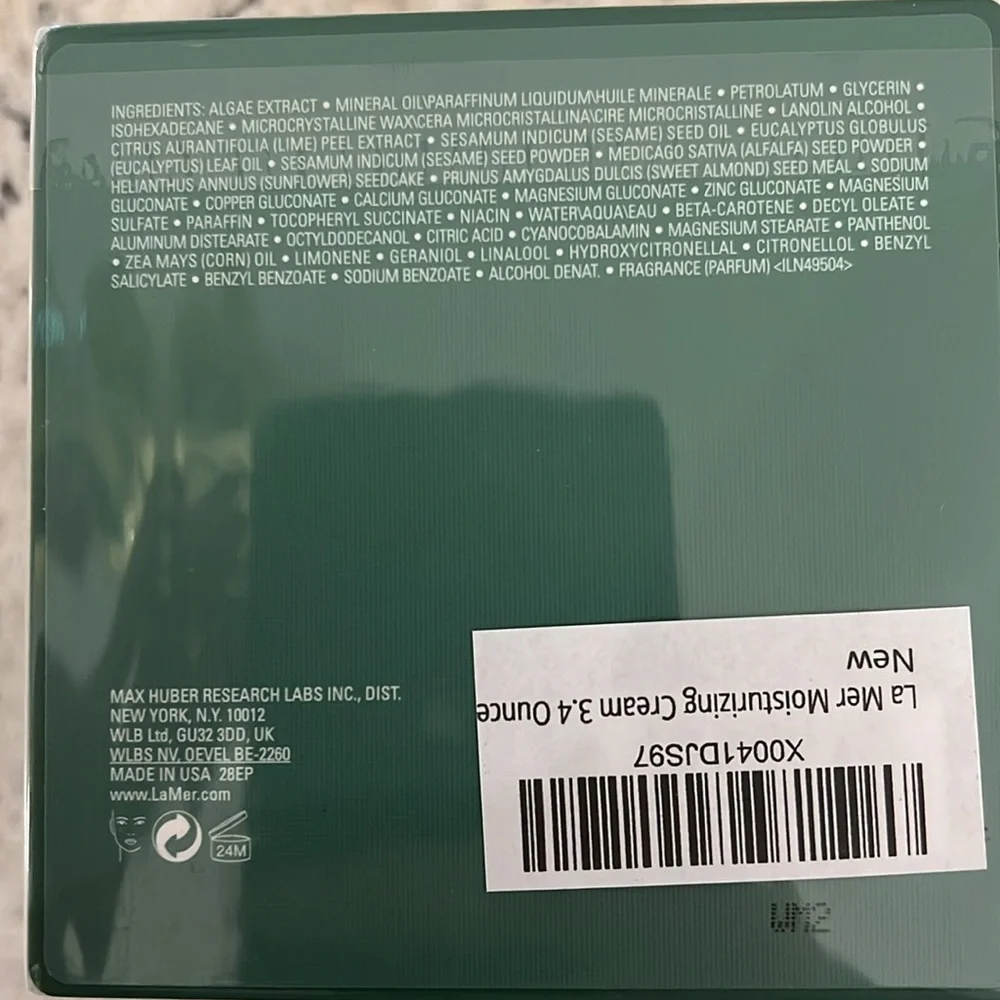 INGREDIENTS: ALGAE EXTRACT • MINERAL OIL\PARAFFINUM LIQUIDUM\HUILE MINERALE • PETROLATUM • GLYCERIN •
ISOHEXADECANE • MICROCRYSTALLINE WAX\CERA MICROCRISTALLINA\CIRE MICROCRISTALLINE • LANOLIN ALCOHOL •
CITRUS AURANTIFOLIA (LIME) PEEL EXTRACT • SESAMUM INDICUM (SESAME) SEED OIL • EUCALYPTUS GLOBULUS
(EUCALYPTUS) LEAF OIL • SESAMUM INDICUM (SESAME) SEED POWDER • MEDICAGO SATIVA (ALFALFA) SEED POWDER •
HELIANTHUS ANNUUS (SUNFLOWER) SEEDCAKE • PRUNUS AMYGDALUS DULCIS (SWEET ALMOND) SEED MEAL • SODIUM
GLUCONATE • COPPER GLUCONATE • CALCIUM GLUCONATE • MAGNESIUM GLUCONATE • ZINC GLUCONATE • MAGNESIUM
SULFATE • PARAFFIN • TOCOPHERYL SUCCINATE • NIACIN • WATER\AQUA\EAU • BETA-CAROTENE • DECYL OLEATE •
ALUMINUM DISTEARATE • OCTYLDODECANOL • CITRIC ACID • CYANOCOBALAMIN • MAGNESIUM STEARATE • PANTHENOL
• ZEA MAYS (CORN) OIL • LIMONENE • GERANIOL • LINALOOL • HYDROXYCITRONELLAL • CITRONELLOL • BENZYL
SALICYLATE • BENZYL BENZOATE • SODIUM BENZOATE • ALCOHOL DENAT. • FRAGRANCE (PARFUM) <ILN49504>
MAX HUBER RESEARCH LABS INC., DIST.
NEW YORK, N.Y. 10012
WLB Ltd, GU32 3DD, UK
WLBS NV, OEVEL BE-2260
MADE IN USA 28EP
www.LaMer.com
24M
X0041DJS97
La Mer Moisturizing Cream 3.4 Ounce
New
WM2